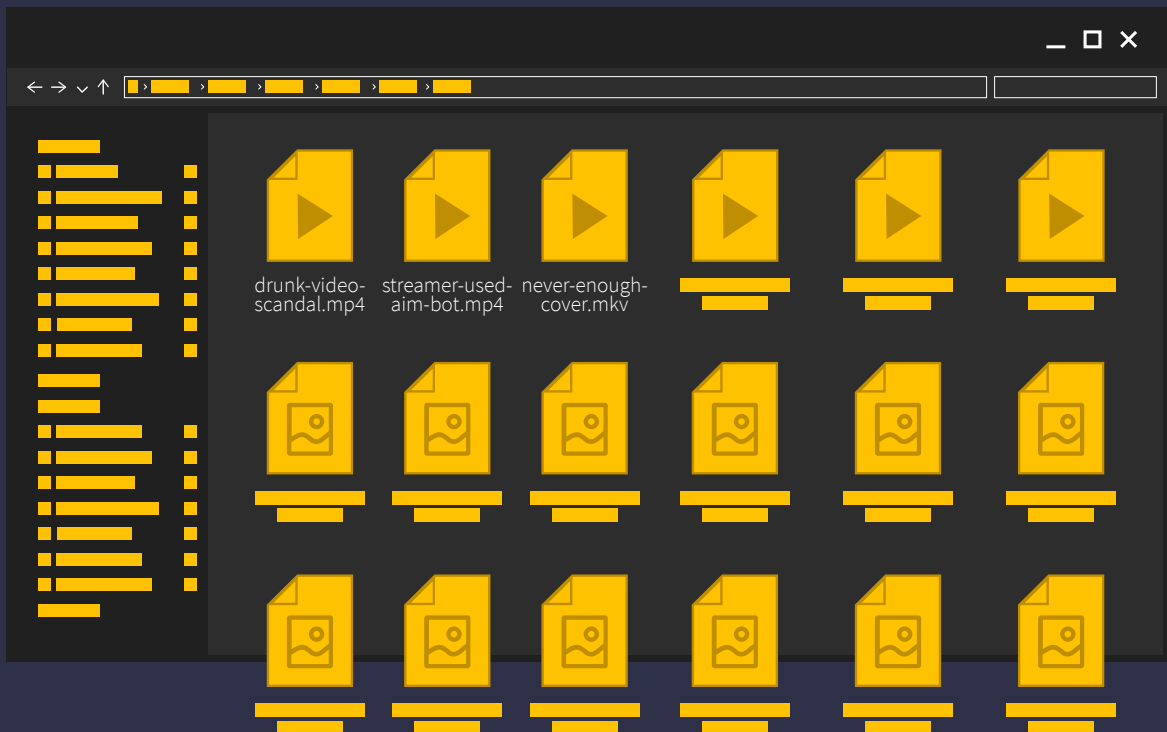 drunk-video-
scandal.mp4
streamer-used-
aim-bot.mp4
never-enough-
cover.mkv